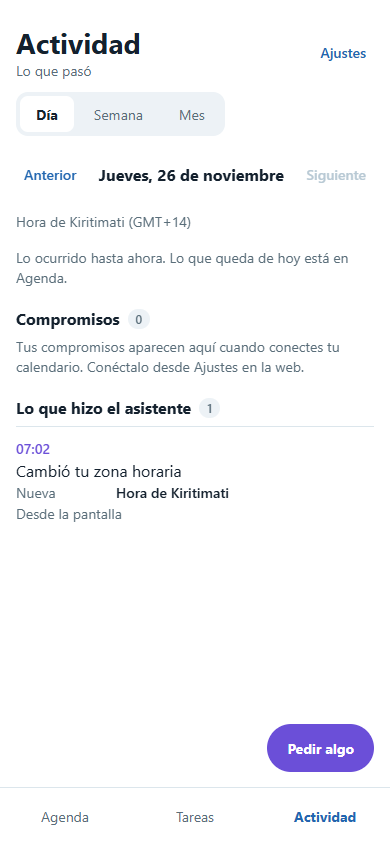 Actividad
Ajustes
Lo que pasó
Día
Semana
Mes
Anterior
Jueves, 26 de noviembre
Siguiente
Hora de Kiritimati (GMT+14)
Lo ocurrido hasta ahora. Lo que queda de hoy está en
Agenda.
Compromisos 0
Tus compromisos aparecen aquí cuando conectes tu
calendario. Conéctalo desde Ajustes en la web.
Lo que hizo el asistente 1
07:02
Cambió tu zona horaria
Nueva Hora de Kiritimati
Desde la pantalla
Pedir algo
Agenda
Tareas
Actividad